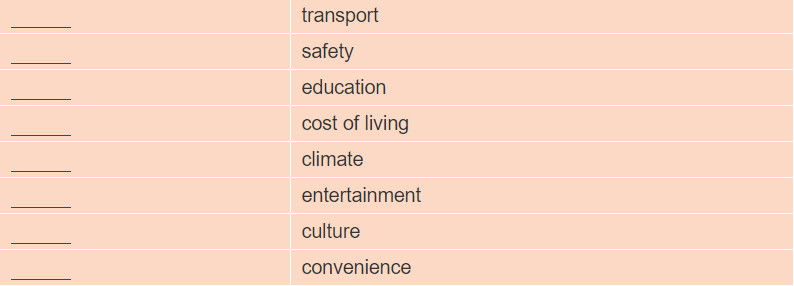 ______ transport
______ safety
______ education
______ cost of living
______ climate
______ entertainment
______ culture
______ convenience